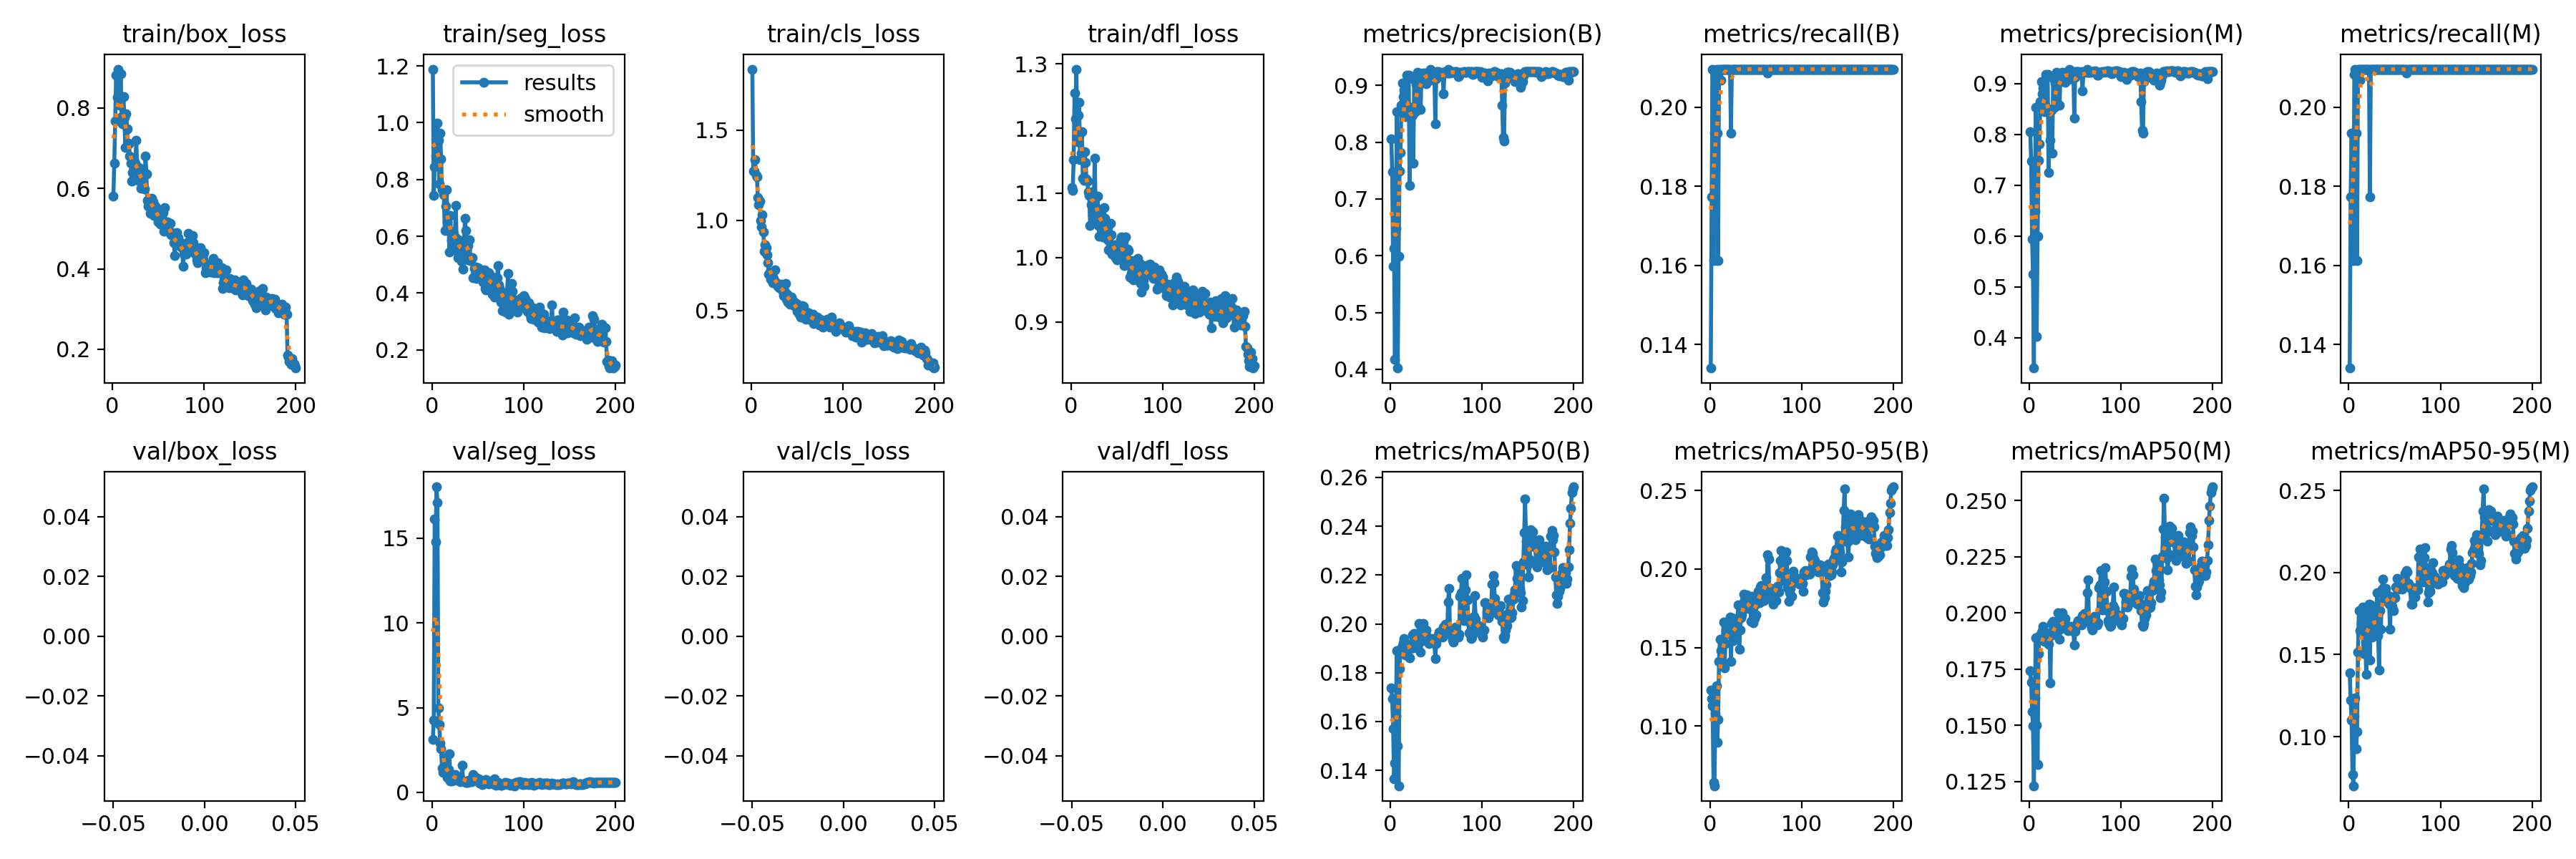 train/box_loss
0.8
0.6
0.4
0.2
0 100 200
train/seg_loss
results
smooth
1.2
1.0
0.8
0.6
0.4
0.2
0 100 200
train/cls_loss
1.5
1.0
0.5
0 100 200
train/dfl_loss
1.3
1.2
1.1
1.0
0.9
0 100 200
metrics/precision(B)
0.9
0.8
0.7
0.6
0.5
0.4
0 100 200
metrics/recall(B)
0.20
0.18
0.16
0.14
0 100 200
metrics/precision(M)
0.9
0.8
0.7
0.6
0.5
0.4
0 100 200
metrics/recall(M)
0.20
0.18
0.16
0.14
0 100 200
val/box_loss
0.04
0.02
0.00
−0.02
−0.04
−0.05 0.00 0.05
val/seg_loss
15
10
5
0
0 100 200
val/cls_loss
0.04
0.02
0.00
−0.02
−0.04
−0.05 0.00 0.05
val/dfl_loss
0.04
0.02
0.00
−0.02
−0.04
−0.05 0.00 0.05
metrics/mAP50(B)
0.26
0.24
0.22
0.20
0.18
0.16
0.14
0 100 200
metrics/mAP50-95(B)
0.25
0.20
0.15
0.10
0 100 200
metrics/mAP50(M)
0.250
0.225
0.200
0.175
0.150
0.125
0 100 200
metrics/mAP50-95(M)
0.25
0.20
0.15
0.10
0 100 200